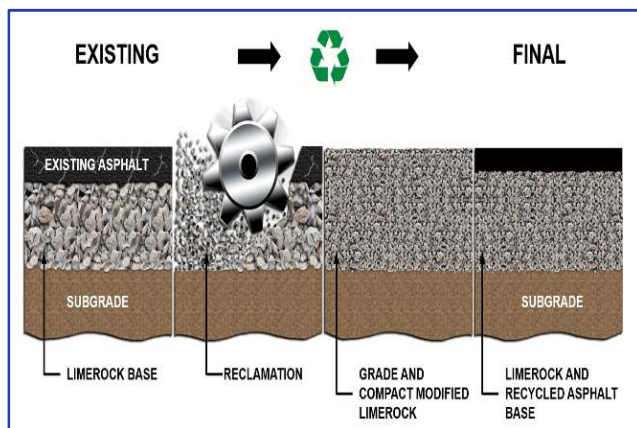 EXISTING
FINAL
EXISTING ASPHALT
SUBGRADE
SUBGRADE
LIMEROCK BASE
RECLAMATION
GRADE AND
COMPACT MODIFIED
LIMEROCK
LIMEROCK AND
RECYCLED ASPHALT
BASE